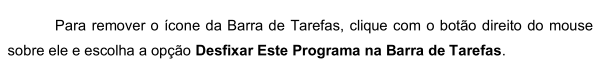 Para remover o ícone da Barra de Tarefas, clique com o botão direito do mouse
sobre ele e escolha a opção Desfixar Este Programa na Barra de Tarefas.